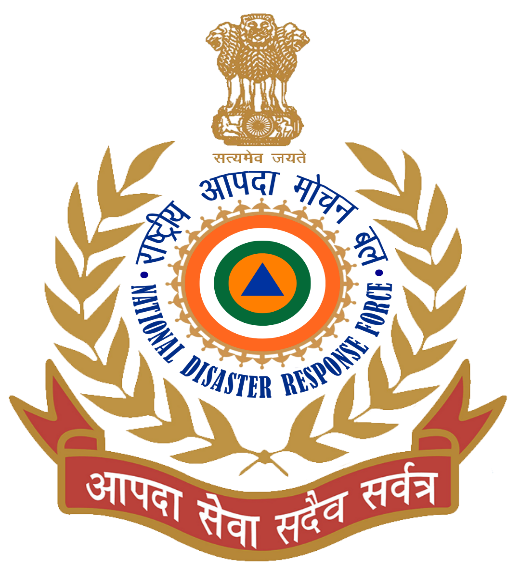 सत्यमेव जयते
राष्ट्रीय आपदा मोचन बल
NATIONAL DISASTER RESPONSE FORCE
आपदा सेवा सदैव सर्वत्र